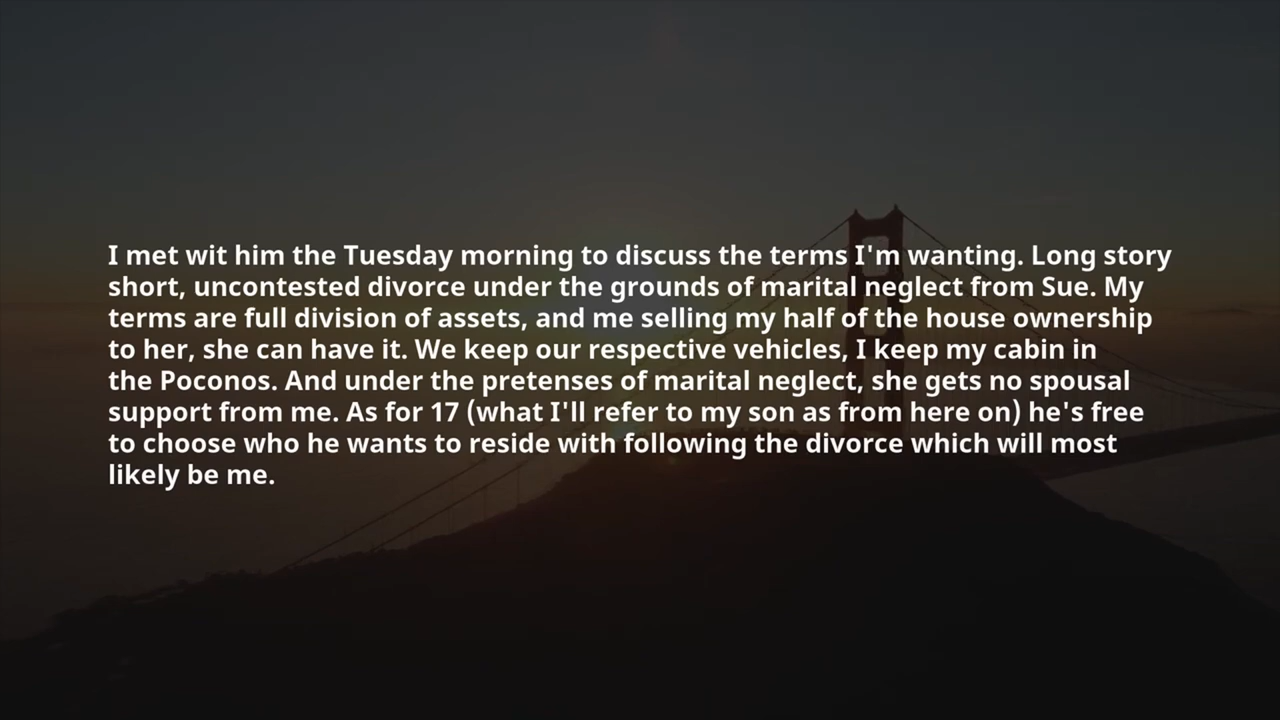 I met wit him the Tuesday morning to discuss the terms I'm wanting. Long story
short, uncontested divorce under the grounds of marital neglect from Sue. My
terms are full division of assets, and me selling my half of the house ownership
to her, she can have it. We keep our respective vehicles, I keep my cabin in
the Poconos. And under the pretenses of marital neglect, she gets no spousal
support from me. As for 17 (what I'll refer to my son as from here on) he's free
to choose who he wants to reside with following the divorce which will most
likely be me.